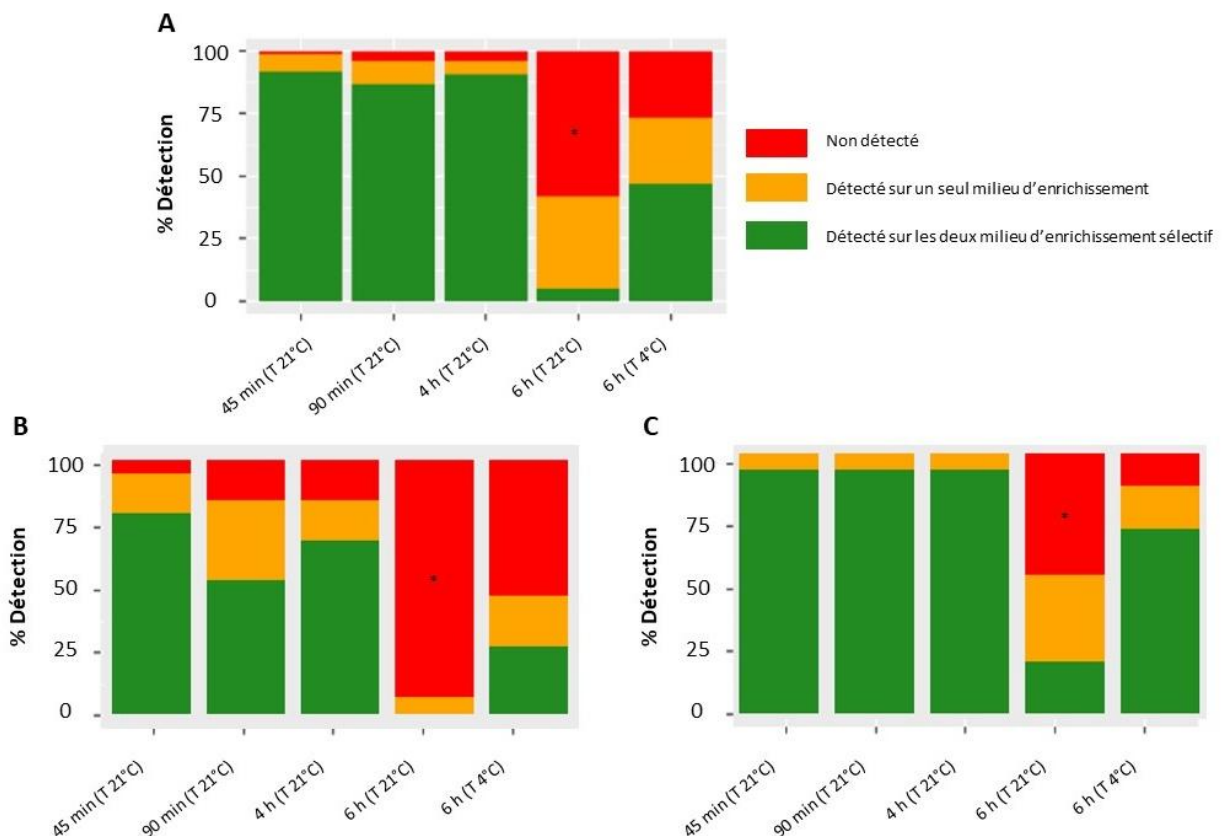 A
% Détection
100
75
50
25
0
45 min (T 21°C)
90 min (T 21°C)
4 h (T 21°C)
6 h (T 21°C)
6 h (T 4°C)
Non détecté
Détecté sur un seul milieu d'enrichissement
Détecté sur les deux milieu d'enrichissement sélectif
B
% Détection
100
75
50
25
0
45 min (T 21°C)
90 min (T 21°C)
4 h (T 21°C)
6 h (T 21°C)
6 h (T 4°C)
C
% Détection
100
75
50
25
0
45 min (T 21°C)
90 min (T 21°C)
4 h (T 21°C)
6 h (T 21°C)
6 h (T 4°C)